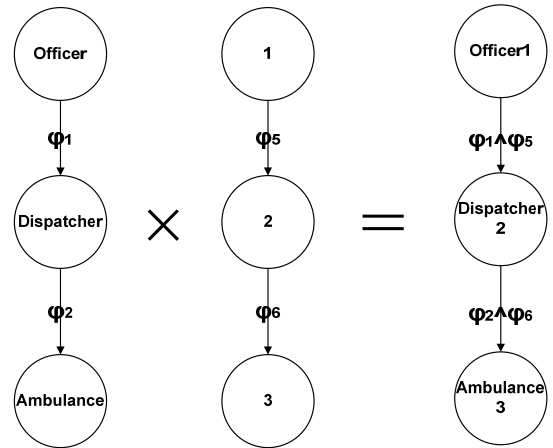 Officer
1
Officer1
φ1
φ5
φ1^φ5
Dispatcher
×
2
=
Dispatcher
2
φ2
φ6
φ2^φ6
Ambulance
3
Ambulance
3